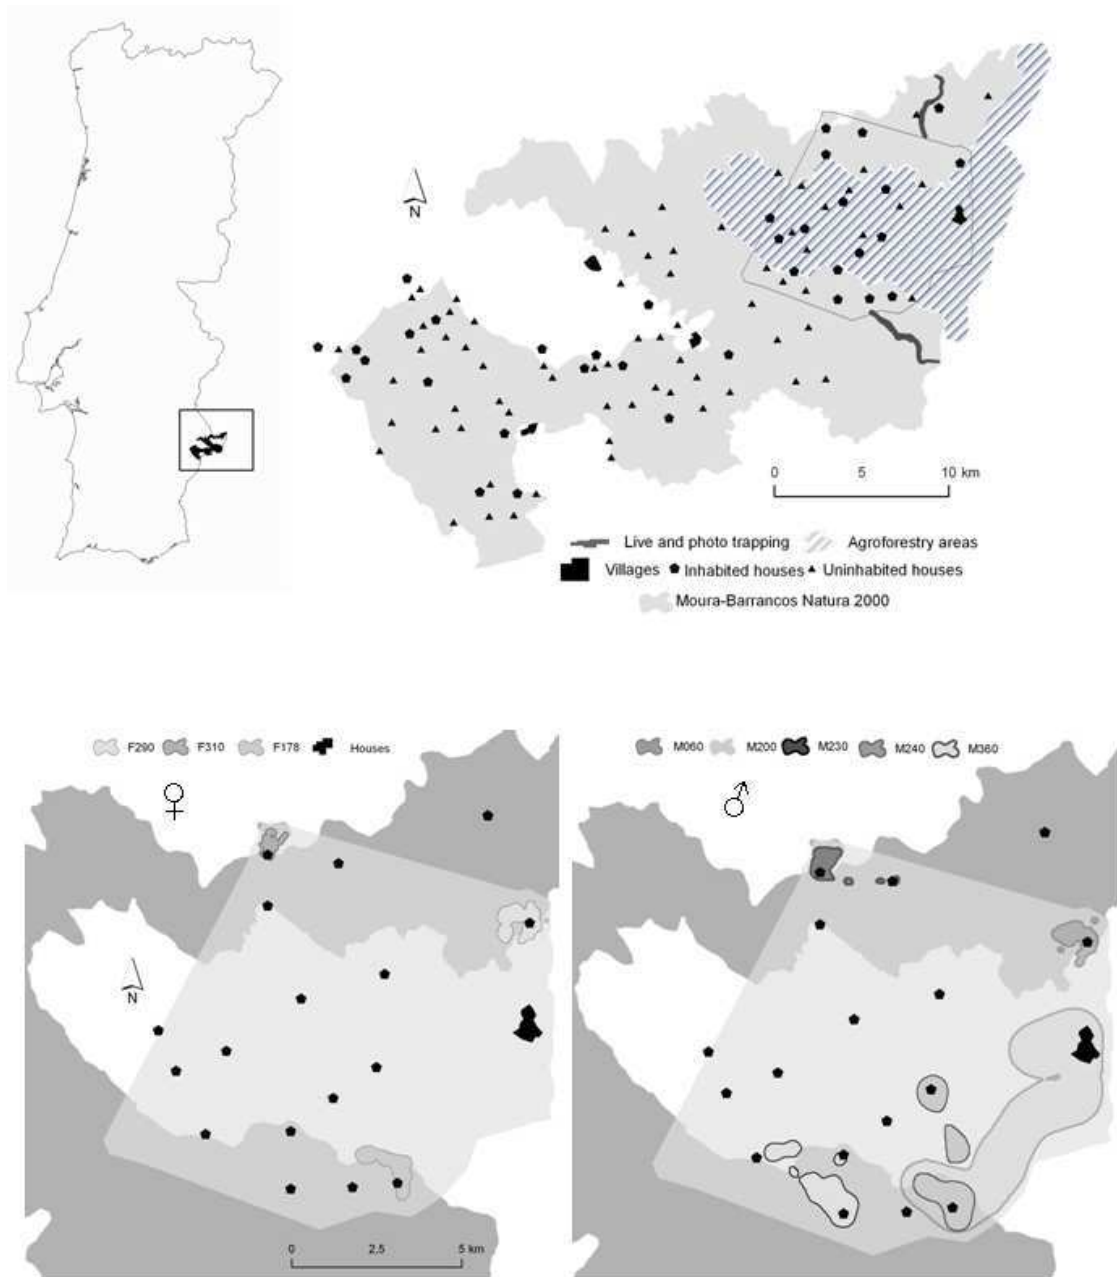 N
0 5 10 km
Live and photo trapping Agroforestry areas
Villages Inhabited houses Uninhabited houses
Moura-Barrancos Natura 2000
F290 F310 F178 Houses
♀
N
0 2,5 5 km
M060 M200 M230 M240 M360
♂